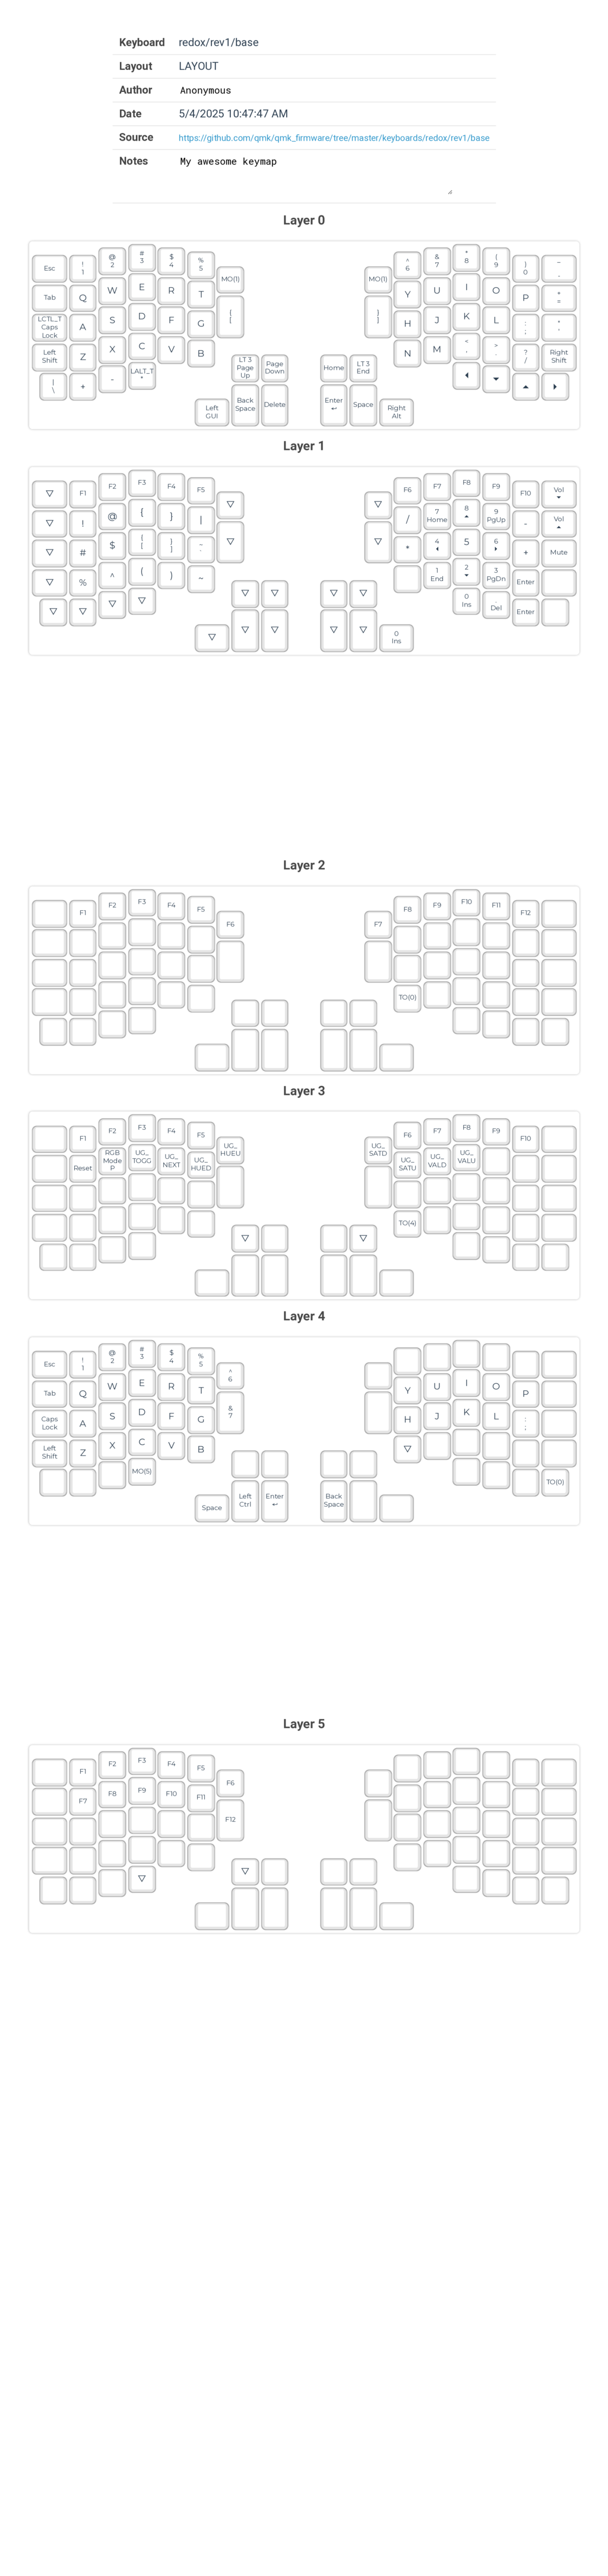 Keyboard redox/rev1/base
Layout LAYOUT
Author Anonymous
Date 5/4/2025 10:47:47 AM
Source https://github.com/qmk/qmk_firmware/tree/master/keyboards/redox/rev1/base
Notes My awesome keymap
Layer 0
Esc ! 1 @ 2 # 3 $ 4 % 5 ^ 6 & 7 * 8 ( 9 ) 0
MO(1) MO(1)
Tab Q W E R T Y U I O P + =
LCTL_T Caps Lock A S D F G { [ } ] H J K L : ;
Left Shift Z X C V B N M < , > . ? / Right Shift
| \ + - LALT_T * ◂ ▾ ▴ ▸
LT 3 Page Up Page Down Home LT 3 End
Left GUI Back Space Delete Enter ↩ Space Right Alt
Layer 1
▽ F1 F2 F3 F4 F5 ▽ ▽ F6 F7 F8 F9 F10 Vol ▾
▽ ! @ { } | / 7 Home 8 ▴ 9 PgUp - Vol ▴
▽ # $ { [ } ] ▽ ▽ * 4 ◂ 5 6 ▸ + Mute
▽ % ^ ( ) ~ 1 End 2 ▾ 3 PgDn Enter
▽ ▽ ▽ ▽ 0 Ins . Del Enter
▽ ▽ ▽ ▽
▽ ▽ ▽ ▽ ▽ 0 Ins
Layer 2
F1 F2 F3 F4 F5 F6 F7 F8 F9 F10 F11 F12
TO(0)
Layer 3
F1 F2 F3 F4 F5 F6 F7 F8 F9 F10
Reset RGB Mode P UG_ TOGG UG_ NEXT UG_ HUED UG_ HUEU UG_ SATD UG_ SATU UG_ VALD UG_ VALU
TO(4)
▽ ▽
Layer 4
Esc ! 1 @ 2 # 3 $ 4 % 5 ^ 6
Tab Q W E R T & 7 Y U I O P
Caps Lock A S D F G H J K L : ;
Left Shift Z X C V B ▽
MO(5) TO(0)
Space Left Ctrl Enter ↩ Back Space
Layer 5
F1 F2 F3 F4 F5 F6
F7 F8 F9 F10 F11 F12
▽ ▽